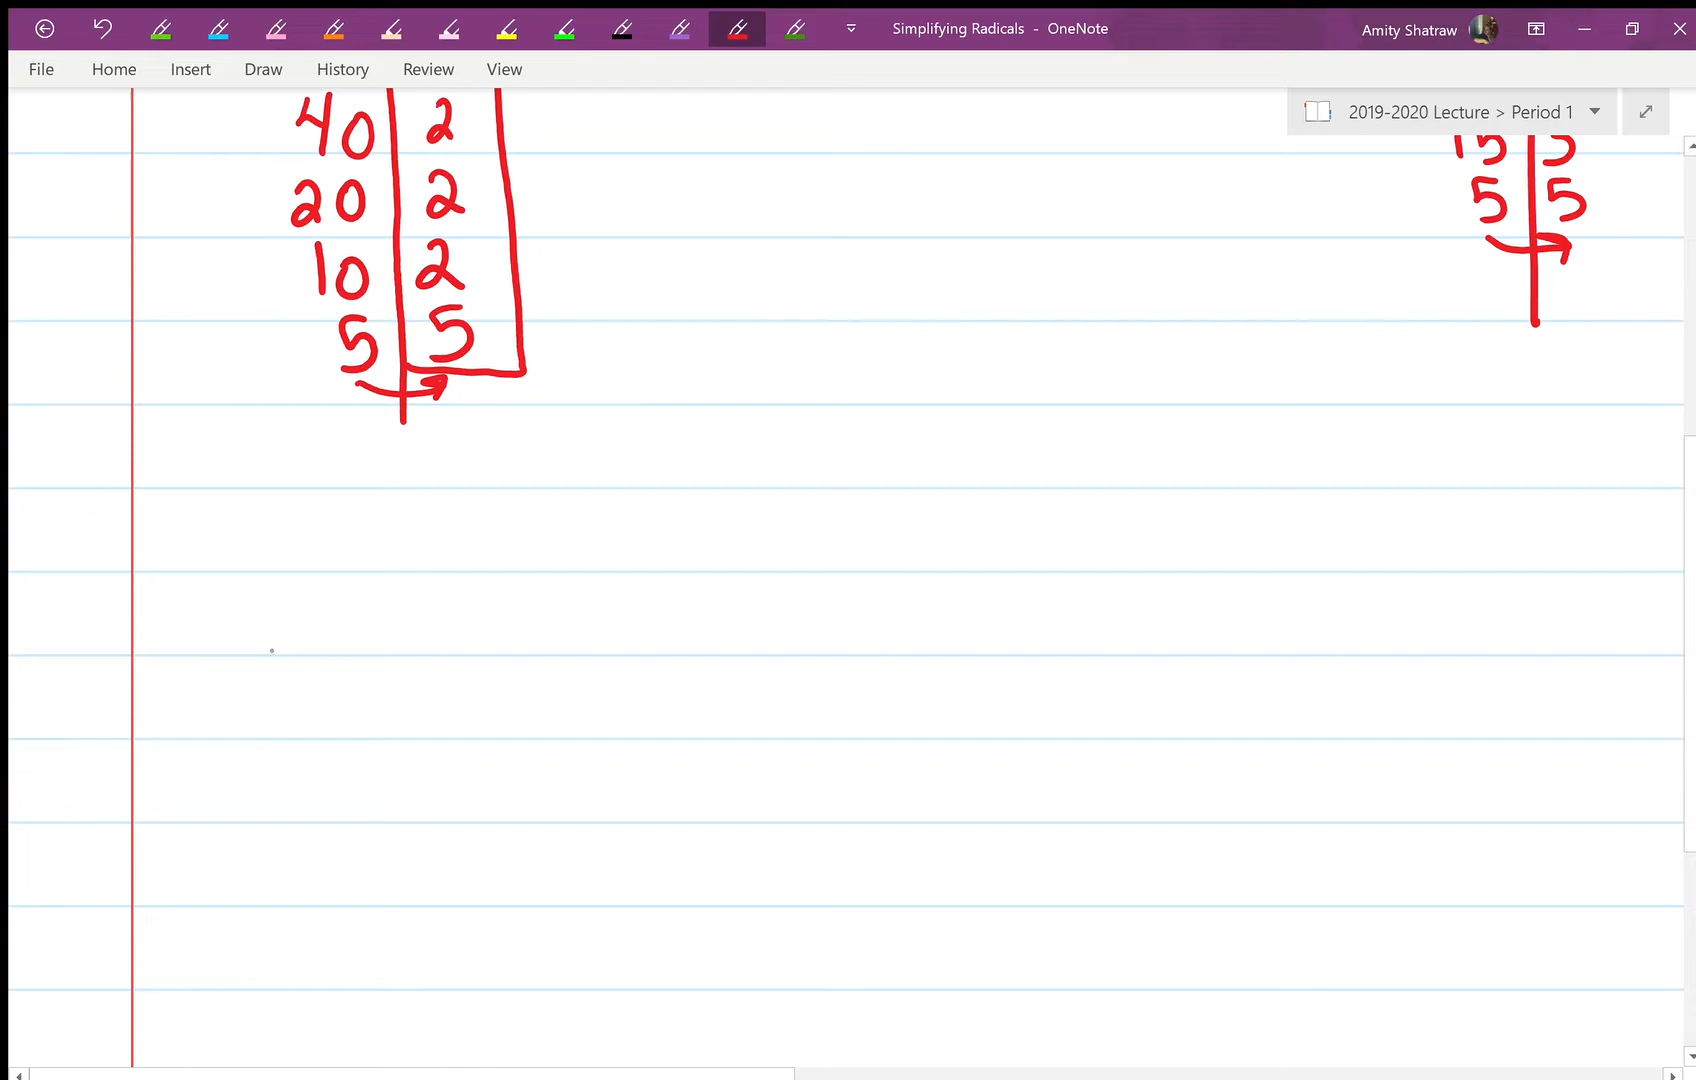 Simplifying Radicals - OneNote
Amity Shatraw
File Home Insert Draw History Review View
2019-2020 Lecture > Period 1
40 2
20 2
10 2
5 5
15
5 5